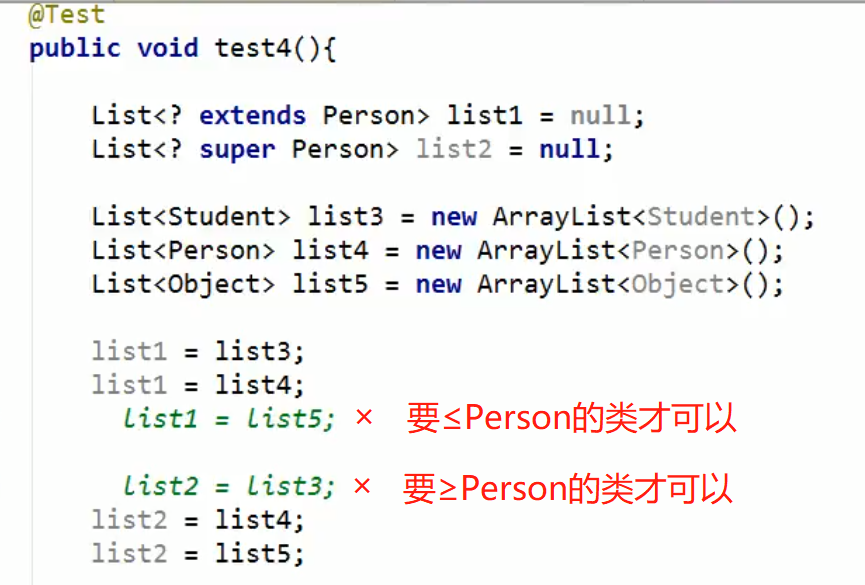 @Test
public void test4(){
List<? extends Person> list1 = null;
List<? super Person> list2 = null;
List<Student> list3 = new ArrayList<Student>();
List<Person> list4 = new ArrayList<Person>();
List<Object> list5 = new ArrayList<Object>();
list1 = list3;
list1 = list4;
list1 = list5; × 要≤Person的类才可以
list2 = list3; × 要≥Person的类才可以
list2 = list4;
list2 = list5;